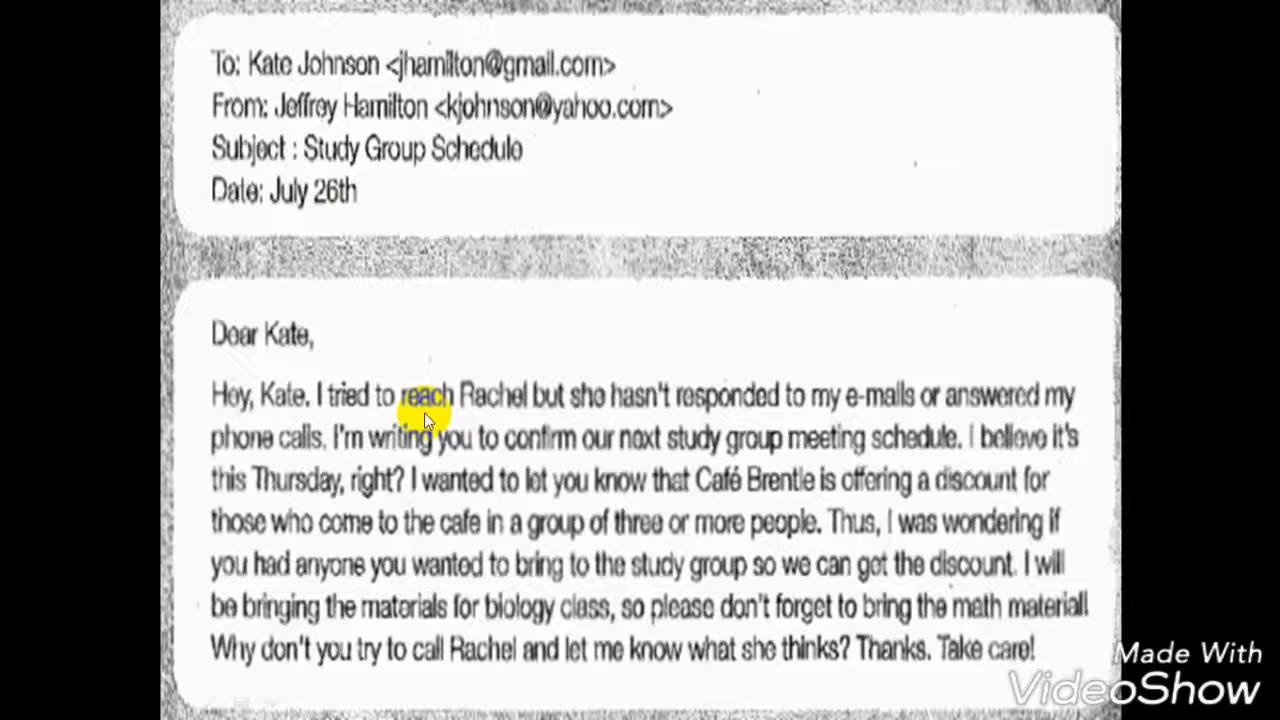 To: Kate Johnson <jhamilton@gmail.com>
From: Jeffrey Hamilton <kjohnson@yahoo.com>
Subject : Study Group Schedule
Date: July 26th
Dear Kate,
Hey, Kate. I tried to reach Rachel but she hasn't responded to my e-mails or answered my
phone calls. I'm writing you to confirm our next study group meeting schedule. I believe it's
this Thursday, right? I wanted to let you know that Café Brentle is offering a discount for
those who come to the cafe in a group of three or more people. Thus, I was wondering if
you had anyone you wanted to bring to the study group so we can get the discount. I will
be bringing the materials for biology class, so please don't forget to bring the math material!
Why don't you try to call Rachel and let me know what she thinks? Thanks. Take care!
Made With
VideoShow